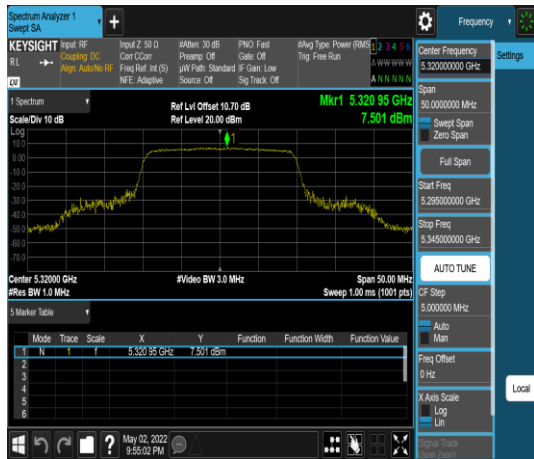 Spectrum Analyzer 1
Swept SA
+
Frequency
KEYSIGHT
Input: RF
Input Z: 50 Ω
#Atten: 30 dB
PNO: Fast
#Avg Type: Power (RMS
1 2 3 4 5 6
RL
Coupling: DC
Corr CCorr
Preamp: Off
Gate: Off
Trig: Free Run
A W W W W W
Align: Auto/No RF
Freq Ref: Int (S)
µW Path: Standard
IF Gain: Low
NFE: Adaptive
Source: Off
Sig Track: Off
A N N N N N
LXI
1 Spectrum
Ref Lvl Offset 10.70 dB
Mkr1 5.320 95 GHz
Scale/Div 10 dB
Ref Level 20.00 dBm
7.501 dBm
Log
1
10.0
0.00
-10.0
-20.0
-30.0
-40.0
-50.0
-60.0
-70.0
Center 5.32000 GHz
#Video BW 3.0 MHz
Span 50.00 MHz
#Res BW 1.0 MHz
Sweep 1.00 ms (1001 pts)
5 Marker Table
Mode Trace Scale X Y Function Function Width Function Value
1 N 1 f 5.320 95 GHz 7.501 dBm
2
3
4
5
6
May 02, 2022
9:55:02 PM
Center Frequency
5.320000000 GHz
Settings
Span
50.0000000 MHz
Swept Span
Zero Span
Full Span
Start Freq
5.295000000 GHz
Stop Freq
5.345000000 GHz
AUTO TUNE
CF Step
5.000000 MHz
Auto
Man
Freq Offset
0 Hz
Local
X Axis Scale
Log
Lin
Signal Track
(Span Zoom)